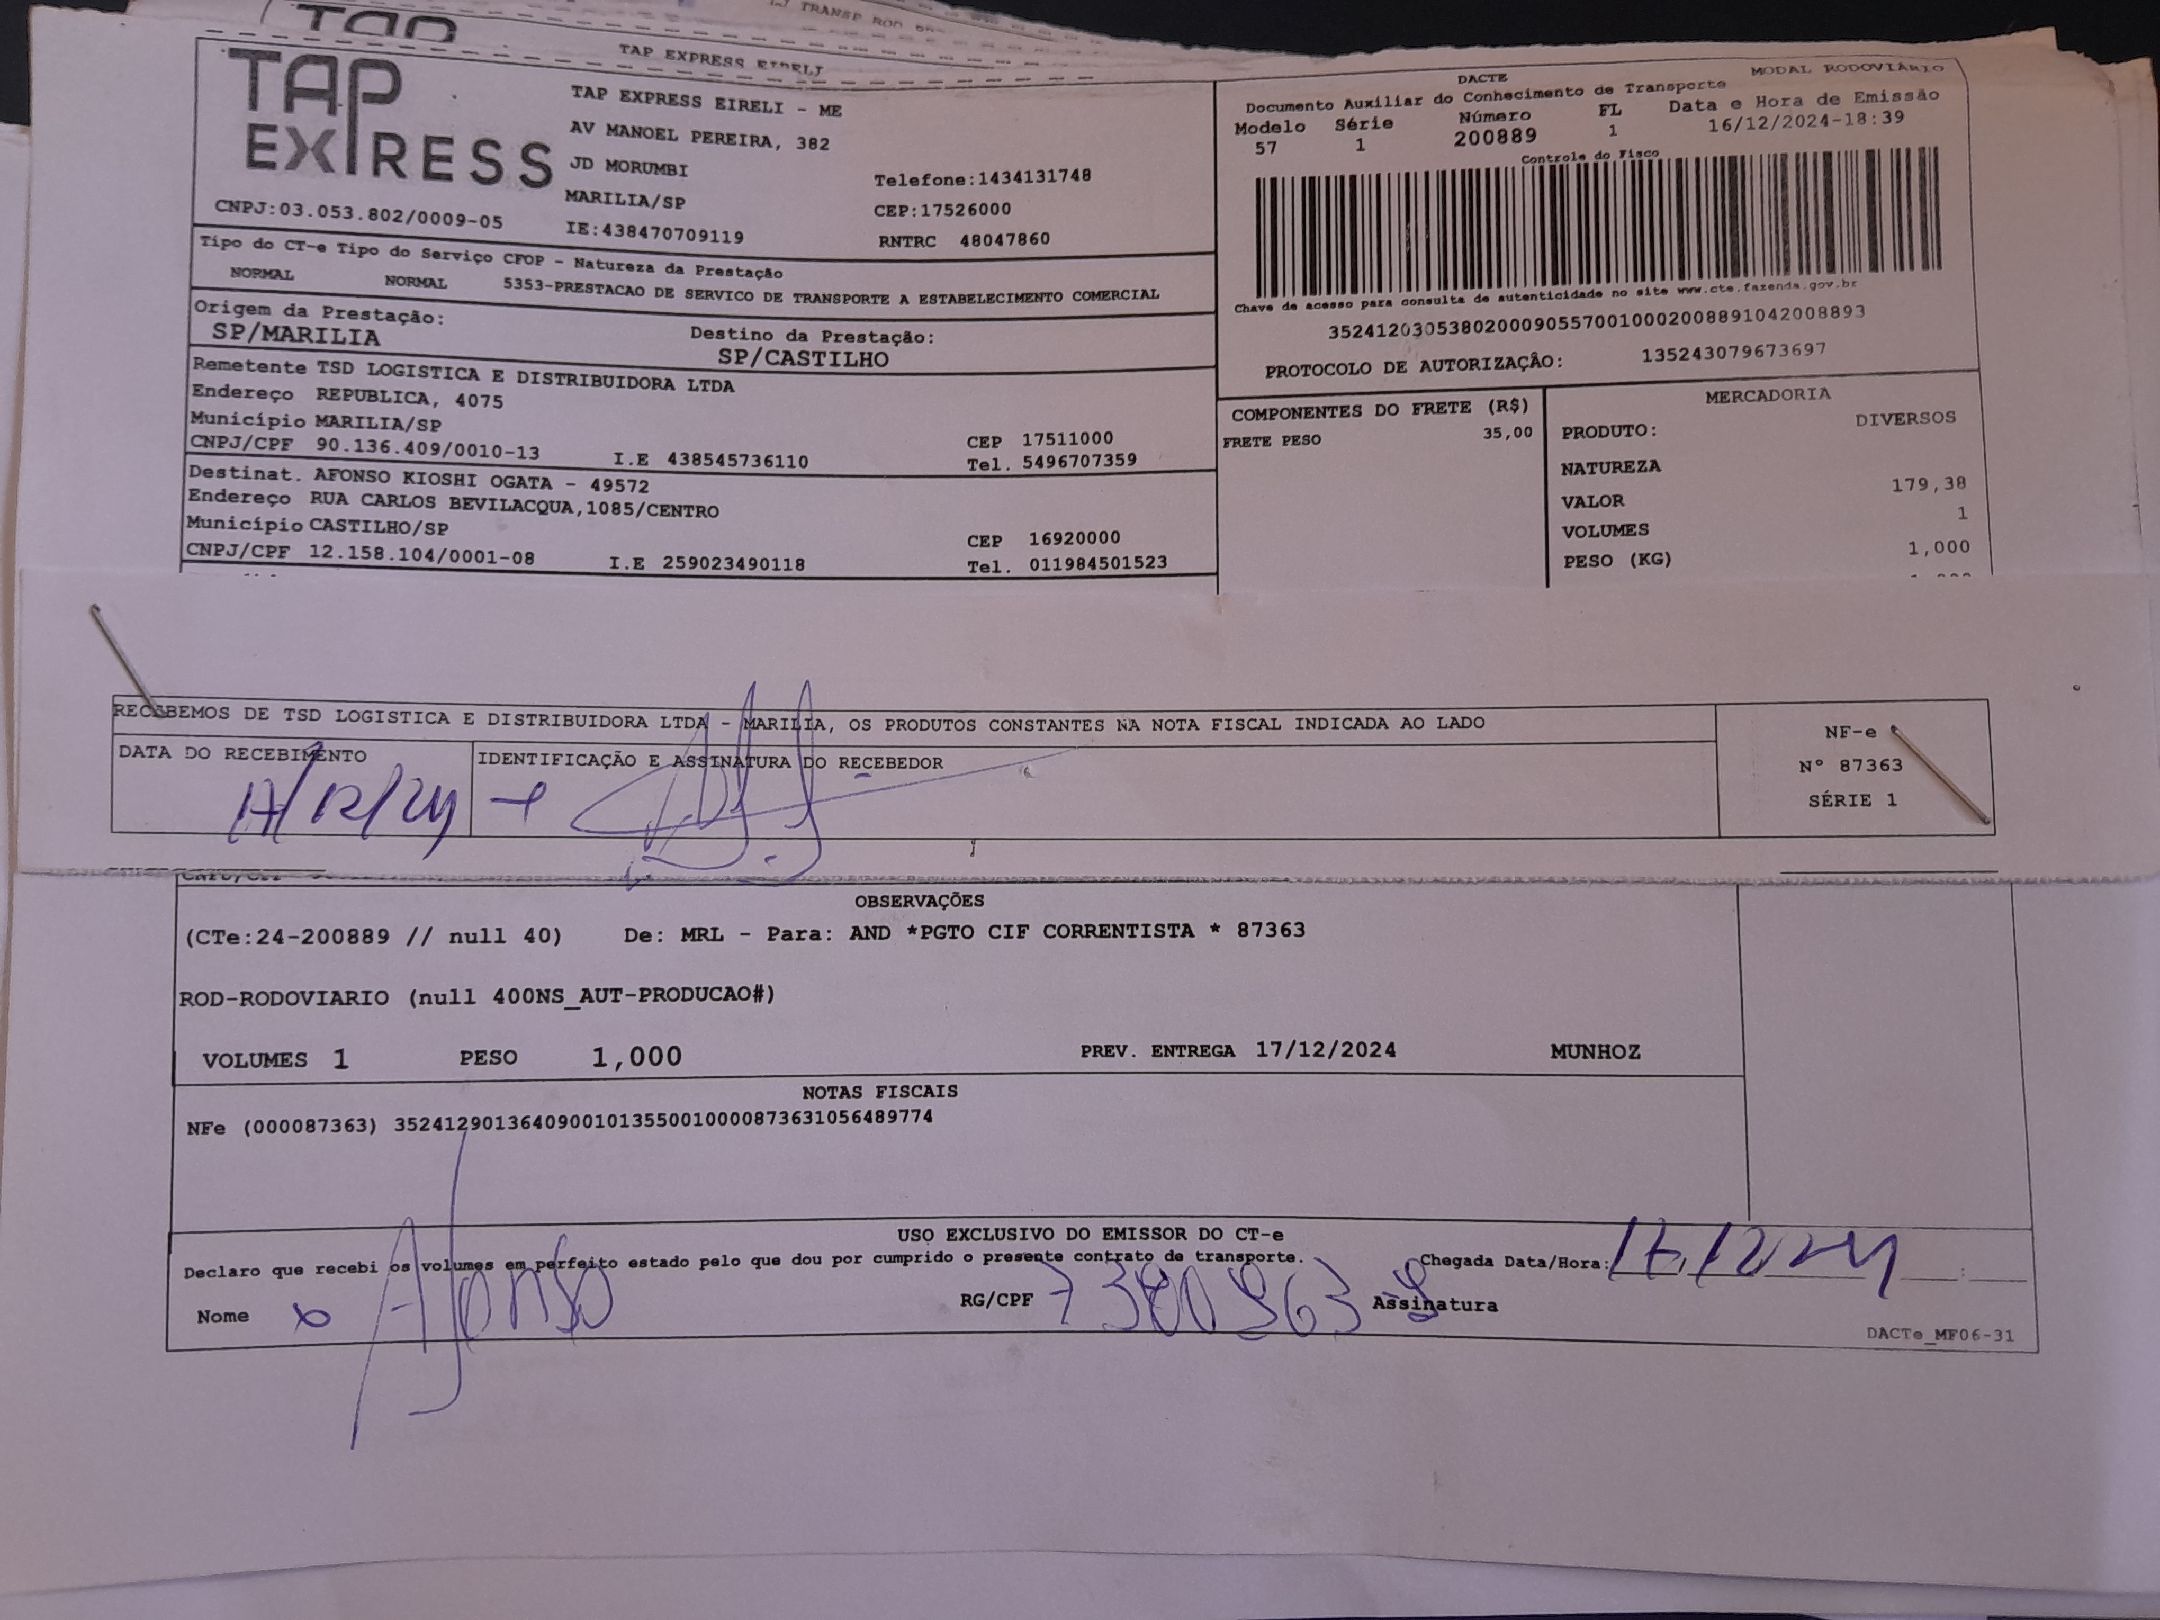 TRANSP ROD
TAP
TAP EXPRESS EIRELI
TAP EXPRESS
TAP EXPRESS EIRELI - ME
AV MANOEL PEREIRA, 382
JD MORUMBI
MARILIA/SP
IE:438470709119
Telefone:1434131748
CEP:17526000
RNTRC 48047860
CNPJ:03.053.802/0009-05
DACTE
MODAL RODOVIÁRIO
Documento Auxiliar do Conhecimento de Transporte
Modelo Série Número FL Data e Hora de Emissão
57 1 200889 1 16/12/2024-18:39
Controle do Fisco
Chave de acesso para consulta de autenticidade no site www.cte.fazenda.gov.br
35241203053802000905570010002008891042008893
PROTOCOLO DE AUTORIZAÇÃO: 135243079673697
Tipo do CT-e Tipo do Serviço CFOP - Natureza da Prestação
NORMAL NORMAL 5353-PRESTACAO DE SERVICO DE TRANSPORTE A ESTABELECIMENTO COMERCIAL
Origem da Prestação: Destino da Prestação:
SP/MARILIA SP/CASTILHO
Remetente TSD LOGISTICA E DISTRIBUIDORA LTDA
Endereço REPUBLICA, 4075
Município MARILIA/SP CEP 17511000
CNPJ/CPF 90.136.409/0010-13 I.E 438545736110 Tel. 5496707359
Destinat. AFONSO KIOSHI OGATA - 49572
Endereço RUA CARLOS BEVILACQUA,1085/CENTRO
Município CASTILHO/SP CEP 16920000
CNPJ/CPF 12.158.104/0001-08 I.E 259023490118 Tel. 011984501523
COMPONENTES DO FRETE (R$)
FRETE PESO 35,00
MERCADORIA
PRODUTO: DIVERSOS
NATUREZA
VALOR 179,38
VOLUMES 1
PESO (KG) 1,000
RECEBEMOS DE TSD LOGISTICA E DISTRIBUIDORA LTDA - MARILIA, OS PRODUTOS CONSTANTES NA NOTA FISCAL INDICADA AO LADO
DATA DO RECEBIMENTO IDENTIFICAÇÃO E ASSINATURA DO RECEBEDOR
17/12/24
NF-e
Nº 87363
SÉRIE 1
OBSERVAÇÕES
(CTe:24-200889 // null 40) De: MRL - Para: AND *PGTO CIF CORRENTISTA * 87363
ROD-RODOVIARIO (null 400NS_AUT-PRODUCAO#)
VOLUMES 1 PESO 1,000 PREV. ENTREGA 17/12/2024 MUNHOZ
NOTAS FISCAIS
NFe (000087363) 35241290136409001013550010000873631056489774
USO EXCLUSIVO DO EMISSOR DO CT-e
Declaro que recebi os volumes em perfeito estado pelo que dou por cumprido o presente contrato de transporte. Chegada Data/Hora: 17.12 24
Nome Afonso RG/CPF Assinatura
DACTe_MF06-31